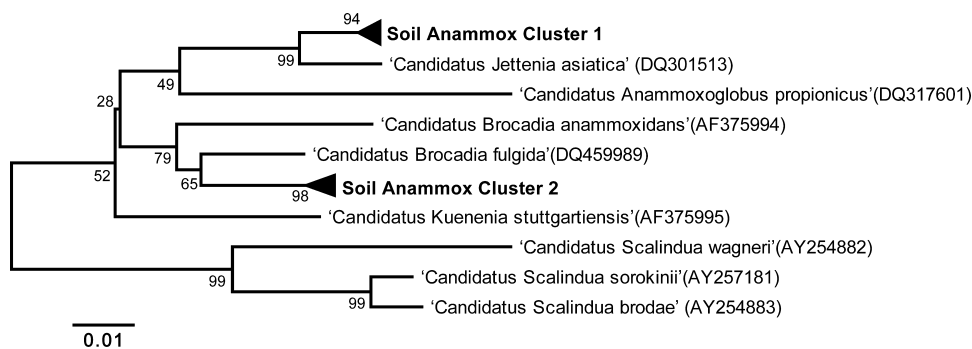 94
Soil Anammox Cluster 1
99
‘Candidatus Jettenia asiatica’ (DQ301513)
49
‘Candidatus Anammoxoglobus propionicus’(DQ317601)
28
‘Candidatus Brocadia anammoxidans’(AF375994)
79
‘Candidatus Brocadia fulgida’(DQ459989)
52
65
98
Soil Anammox Cluster 2
‘Candidatus Kuenenia stuttgartiensis’(AF375995)
‘Candidatus Scalindua wagneri’(AY254882)
99
‘Candidatus Scalindua sorokinii’(AY257181)
99
‘Candidatus Scalindua brodae’ (AY254883)
0.01